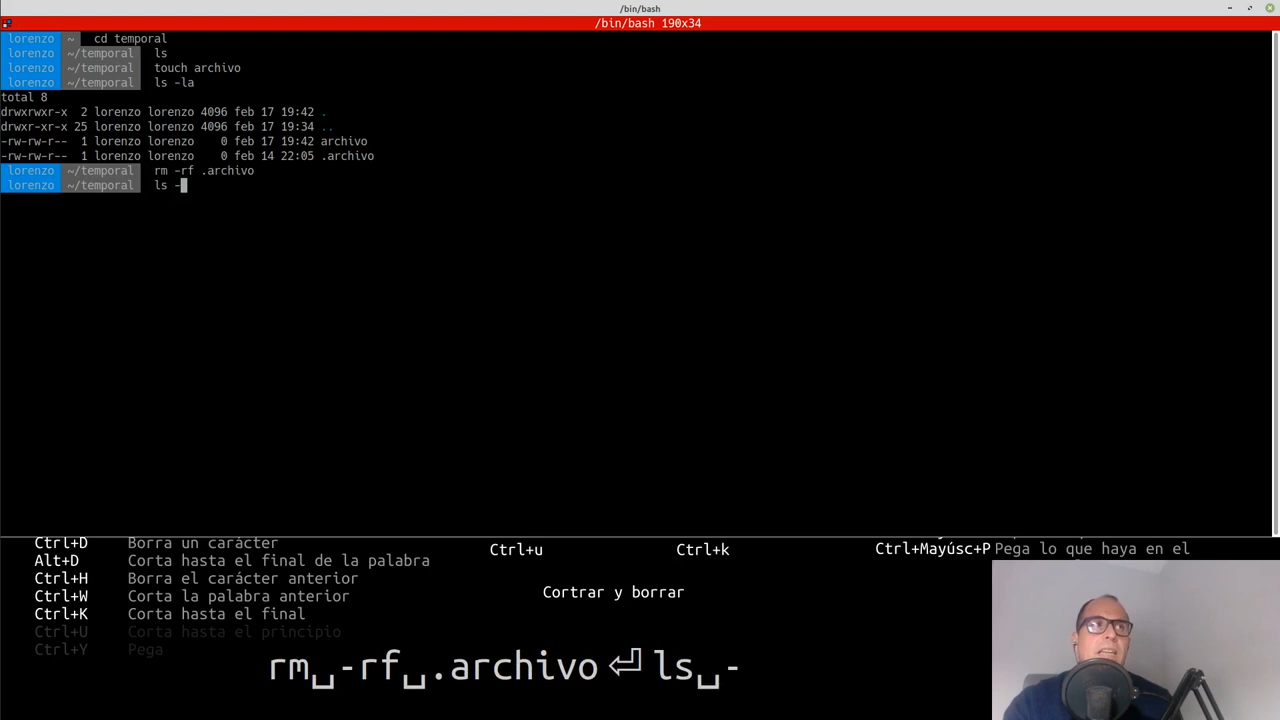 /bin/bash
/bin/bash 190x34
lorenzo ~ cd temporal
lorenzo ~/temporal ls
lorenzo ~/temporal touch archivo
lorenzo ~/temporal ls -la
total 8
drwxrwxr-x 2 lorenzo lorenzo 4096 feb 17 19:42 .
drwxr-xr-x 25 lorenzo lorenzo 4096 feb 17 19:34 ..
-rw-rw-r-- 1 lorenzo lorenzo 0 feb 17 19:42 archivo
-rw-rw-r-- 1 lorenzo lorenzo 0 feb 14 22:05 .archivo
lorenzo ~/temporal rm -rf .archivo
lorenzo ~/temporal ls -
Ctrl+D Borra un carácter
Alt+D Corta hasta el final de la palabra
Ctrl+H Borra el carácter anterior
Ctrl+W Corta la palabra anterior
Ctrl+K Corta hasta el final
Ctrl+U Corta hasta el principio
Ctrl+Y Pega
Ctrl+u Ctrl+k
Cortrar y borrar
Ctrl+Mayúsc+P Pega lo que haya en el
rm␣-rf␣.archivo⏎ls␣-